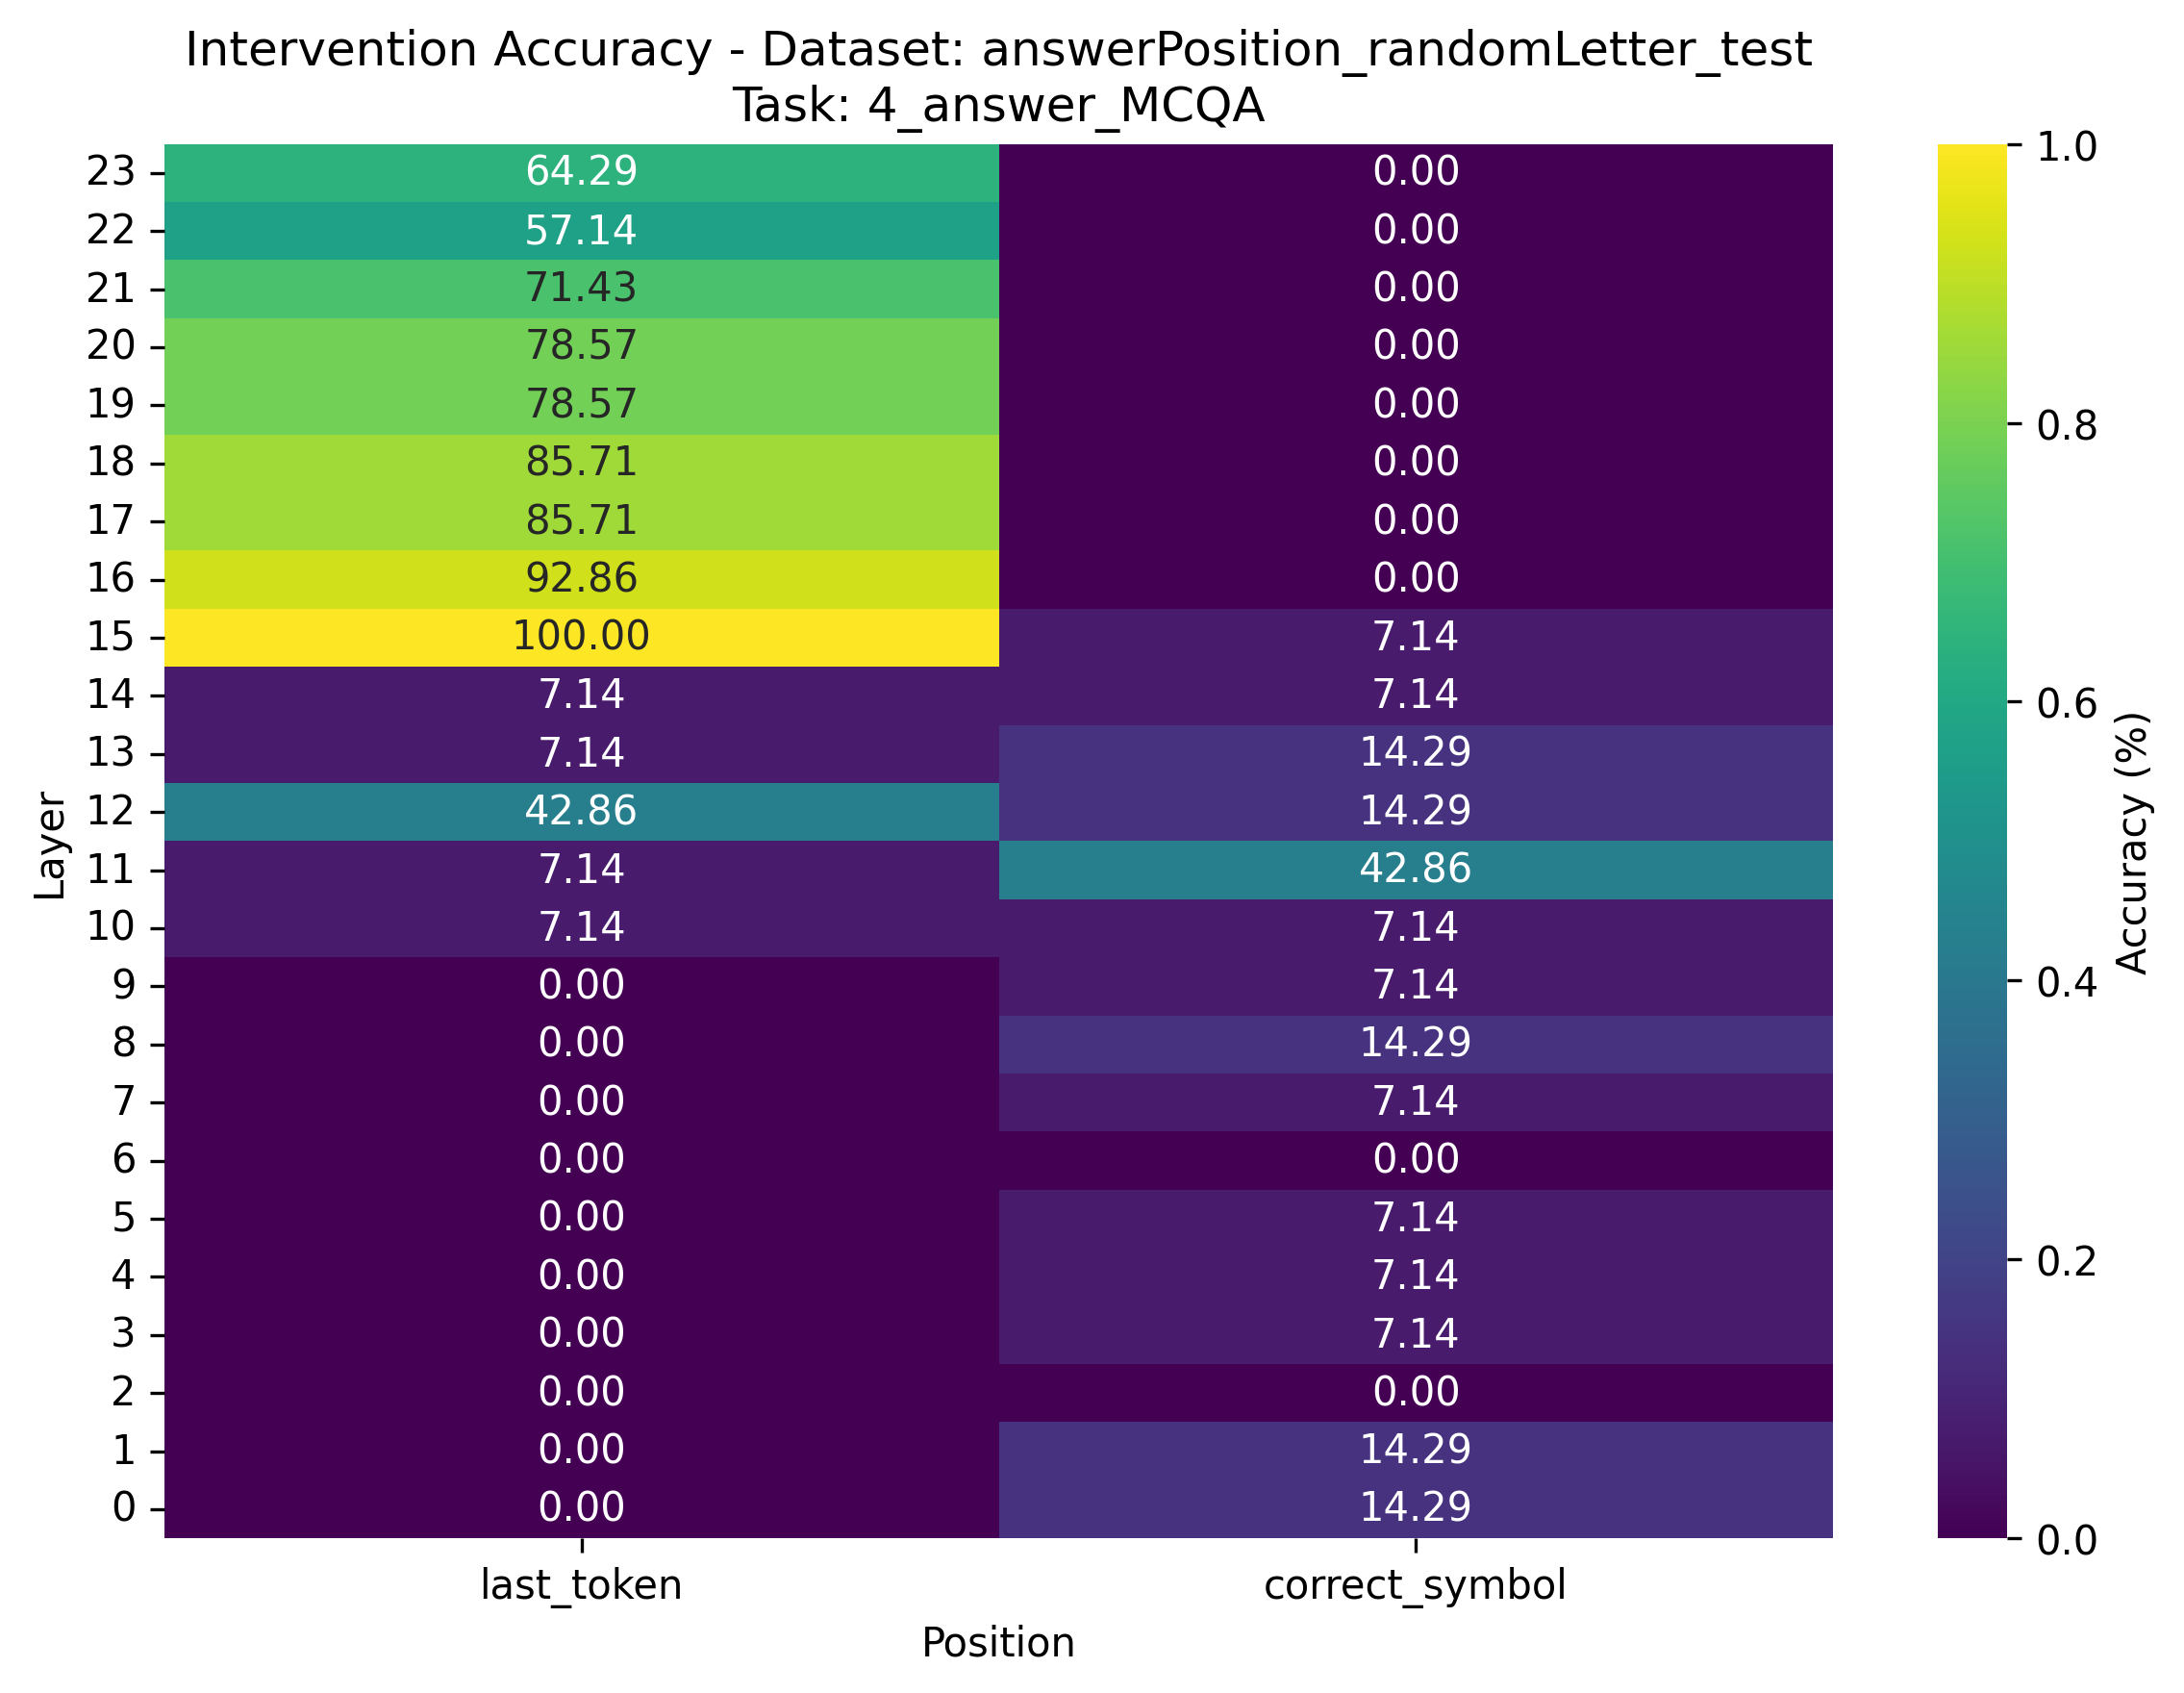 Intervention Accuracy - Dataset: answerPosition_randomLetter_test
Task: 4_answer_MCQA
23 64.29 0.00
22 57.14 0.00
21 71.43 0.00
20 78.57 0.00
19 78.57 0.00
18 85.71 0.00
17 85.71 0.00
16 92.86 0.00
15 100.00 7.14
14 7.14 7.14
13 7.14 14.29
12 42.86 14.29
11 7.14 42.86
10 7.14 7.14
9 0.00 7.14
8 0.00 14.29
7 0.00 7.14
6 0.00 0.00
5 0.00 7.14
4 0.00 7.14
3 0.00 7.14
2 0.00 0.00
1 0.00 14.29
0 0.00 14.29
Layer
last_token correct_symbol
Position
1.0
0.8
0.6
0.4
0.2
0.0
Accuracy (%)